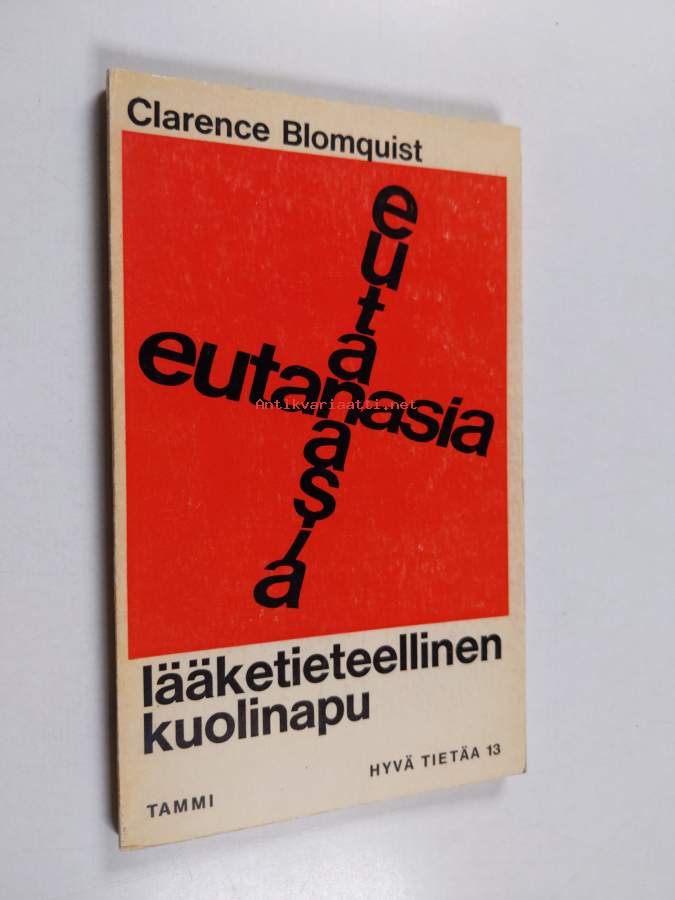 Clarence Blomquist
eutanasia
eutanasia
Antikvariaatti.net
lääketieteellinen
kuolinapu
HYVÄ TIETÄÄ 13
TAMMI